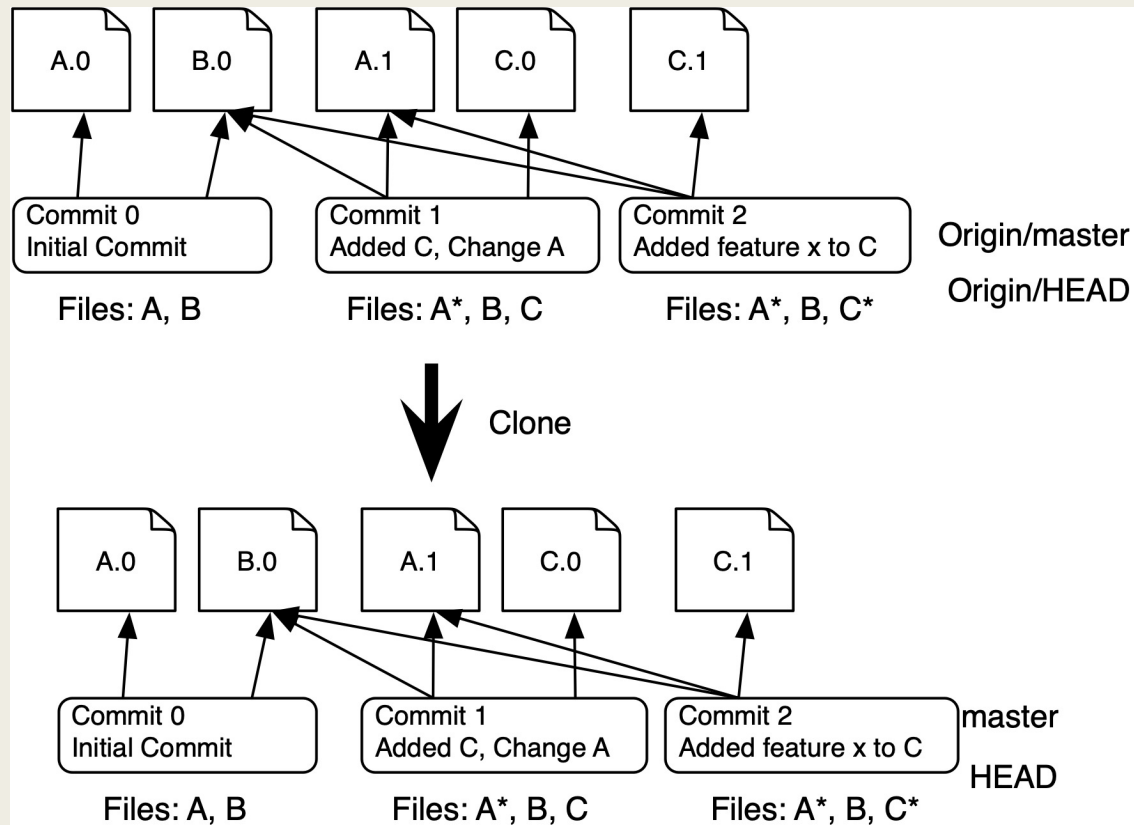 A.0
B.0
A.1
C.0
C.1
Commit 0
Initial Commit
Commit 1
Added C, Change A
Commit 2
Added feature x to C
Origin/master
Origin/HEAD
Files: A, B
Files: A*, B, C
Files: A*, B, C*
Clone
A.0
B.0
A.1
C.0
C.1
Commit 0
Initial Commit
Commit 1
Added C, Change A
Commit 2
Added feature x to C
master
HEAD
Files: A, B
Files: A*, B, C
Files: A*, B, C*